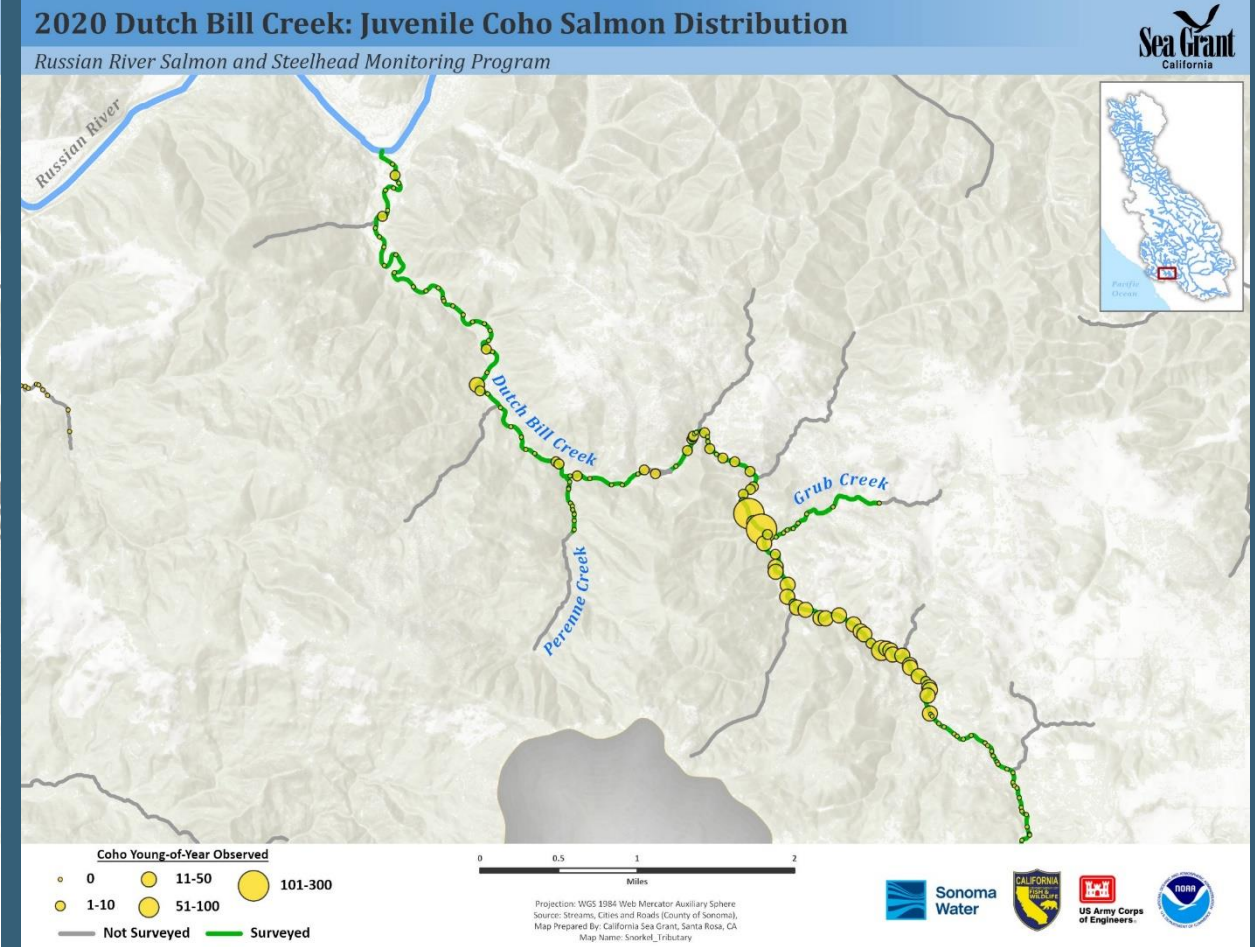 2020 Dutch Bill Creek: Juvenile Coho Salmon Distribution
Russian River Salmon and Steelhead Monitoring Program
Sea Grant
California
Russian River
Pacific
Ocean
Dutch Bill Creek
Grub Creek
Perenne Creek
Coho Young-of-Year Observed
0
11-50
101-300
1-10
51-100
Not Surveyed
Surveyed
0 0.5 1 2
Miles
Projection: WGS 1984 Web Mercator Auxiliary Sphere
Source: Streams, Cities and Roads (County of Sonoma),
Map Prepared By: California Sea Grant, Santa Rosa, CA
Map Name: Snorkel_Tributary
Sonoma
Water
CALIFORNIA
FISH &
WILDLIFE
US Army Corps
of Engineers
NOAA